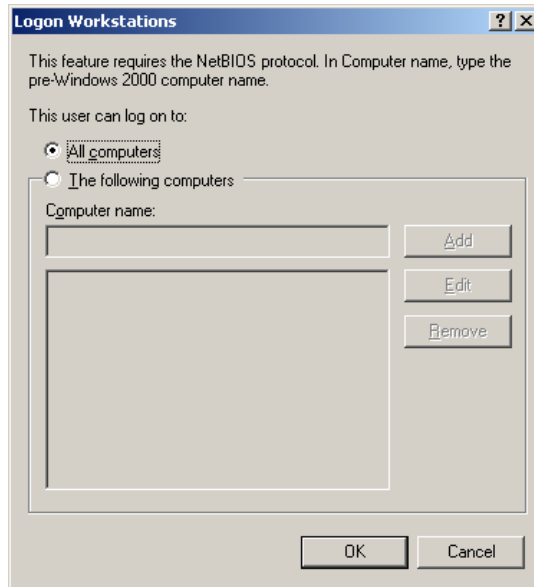 Logon Workstations
This feature requires the NetBIOS protocol. In Computer name, type the
pre-Windows 2000 computer name.
This user can log on to:
All computers
The following computers
Computer name:
Add
Edit
Remove
OK Cancel